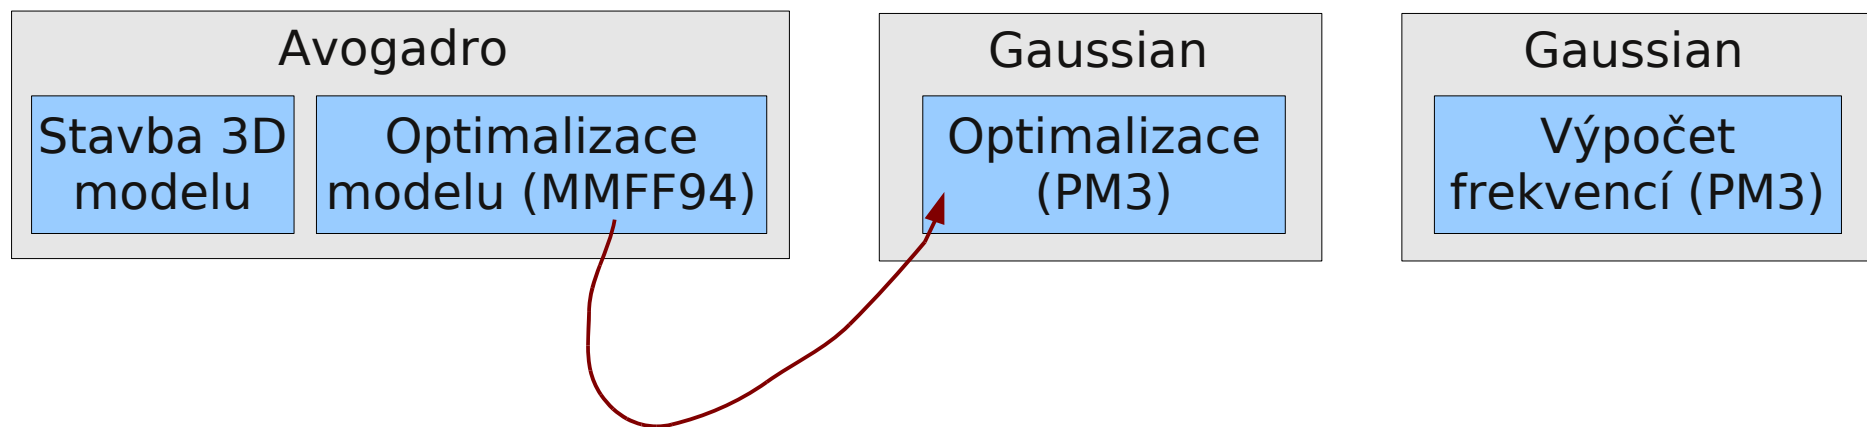 Avogadro
Stavba 3D
modelu
Optimalizace
modelu (MMFF94)
Gaussian
Optimalizace
(PM3)
Gaussian
Výpočet
frekvencí (PM3)